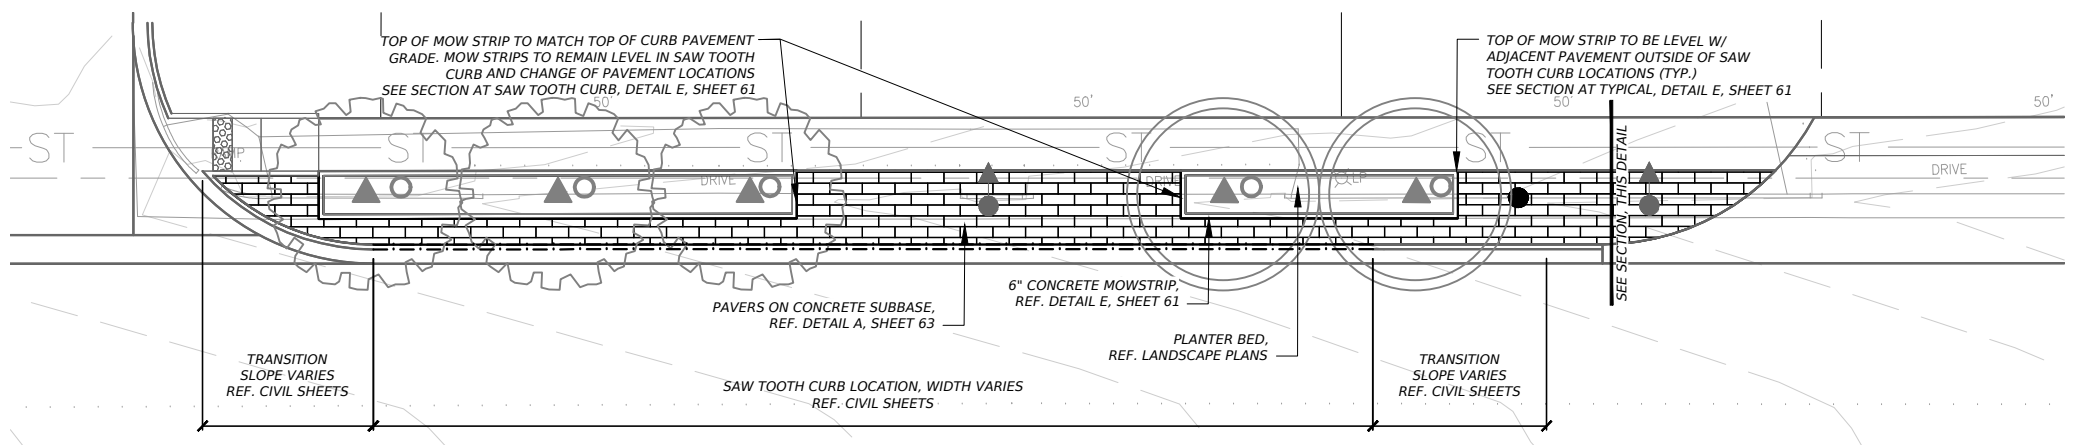 TOP OF MOW STRIP TO MATCH TOP OF CURB PAVEMENT
GRADE. MOW STRIPS TO REMAIN LEVEL IN SAW TOOTH
CURB AND CHANGE OF PAVEMENT LOCATIONS
SEE SECTION AT SAW TOOTH CURB, DETAIL E, SHEET 61
TOP OF MOW STRIP TO BE LEVEL W/
ADJACENT PAVEMENT OUTSIDE OF SAW
TOOTH CURB LOCATIONS (TYP.)
SEE SECTION AT TYPICAL, DETAIL E, SHEET 61
50'
50'
50'
50'
ST
ST
ST
ST
ST
ST
DRIVE
DRIVE
LP
DRIVE
SEE SECTION, THIS DETAIL
PAVERS ON CONCRETE SUBBASE,
REF. DETAIL A, SHEET 63
6" CONCRETE MOWSTRIP,
REF. DETAIL E, SHEET 61
PLANTER BED,
REF. LANDSCAPE PLANS
TRANSITION
SLOPE VARIES
REF. CIVIL SHEETS
SAW TOOTH CURB LOCATION, WIDTH VARIES
REF. CIVIL SHEETS
TRANSITION
SLOPE VARIES
REF. CIVIL SHEETS